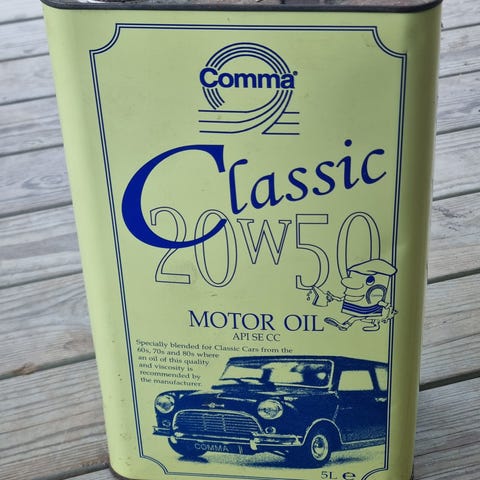 Comma®
Classic
20W50
MOTOR OIL
API SE CC
Specially blended for Classic Cars from the
60s, 70s and 80s where
an oil of this quality
and viscosity is
recommended by
the manufacturer.
COMMA II
5L ℮